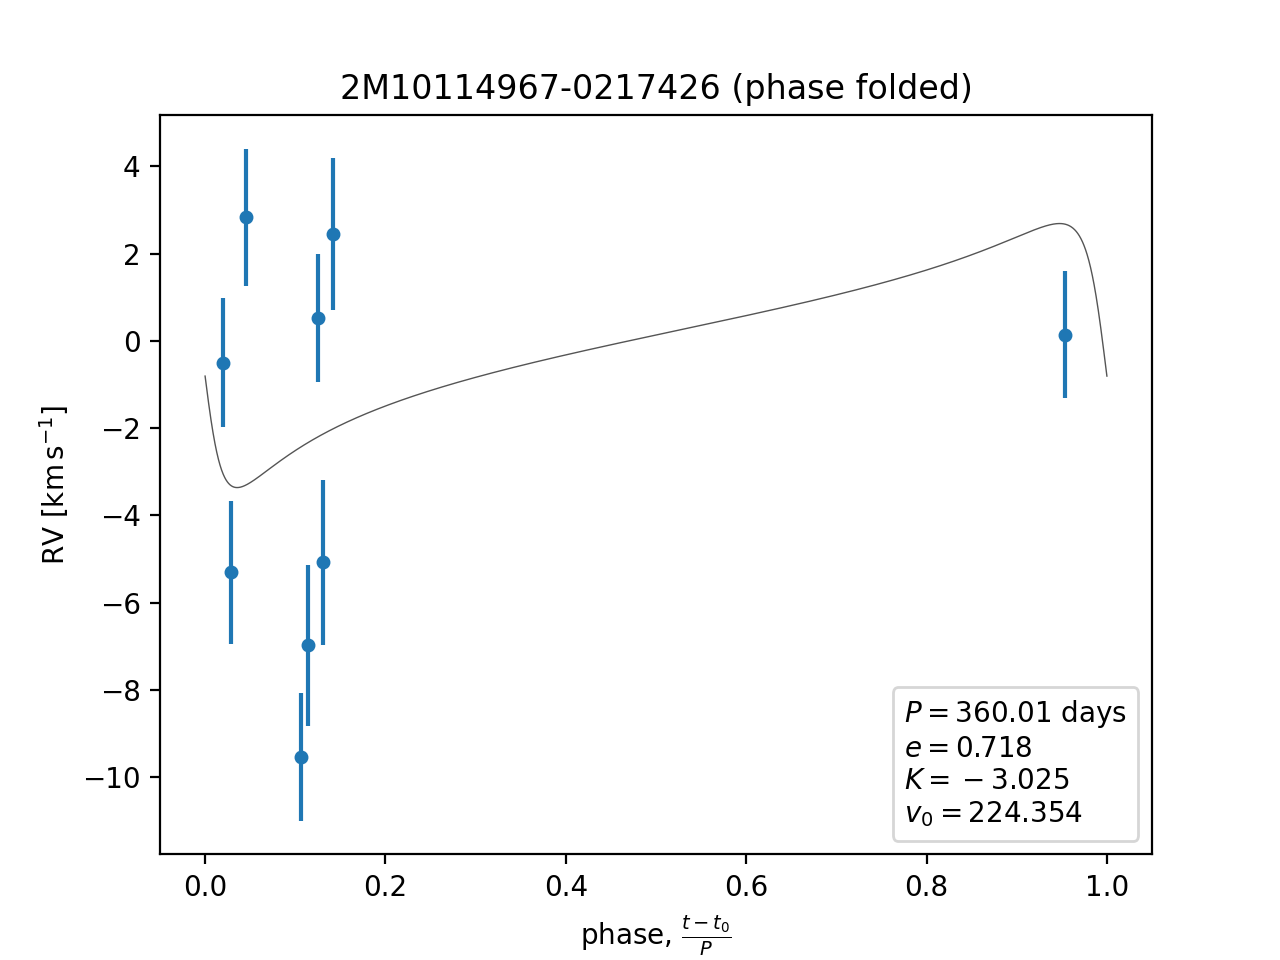 2M10114967-0217426 (phase folded)
4
2
0
−2
−4
−6
−8
−10
RV [km s⁻¹]
P = 360.01 days
e = 0.718
K = − 3.025
v₀ = 224.354
0.0 0.2 0.4 0.6 0.8 1.0
phase, (t − t₀)/P